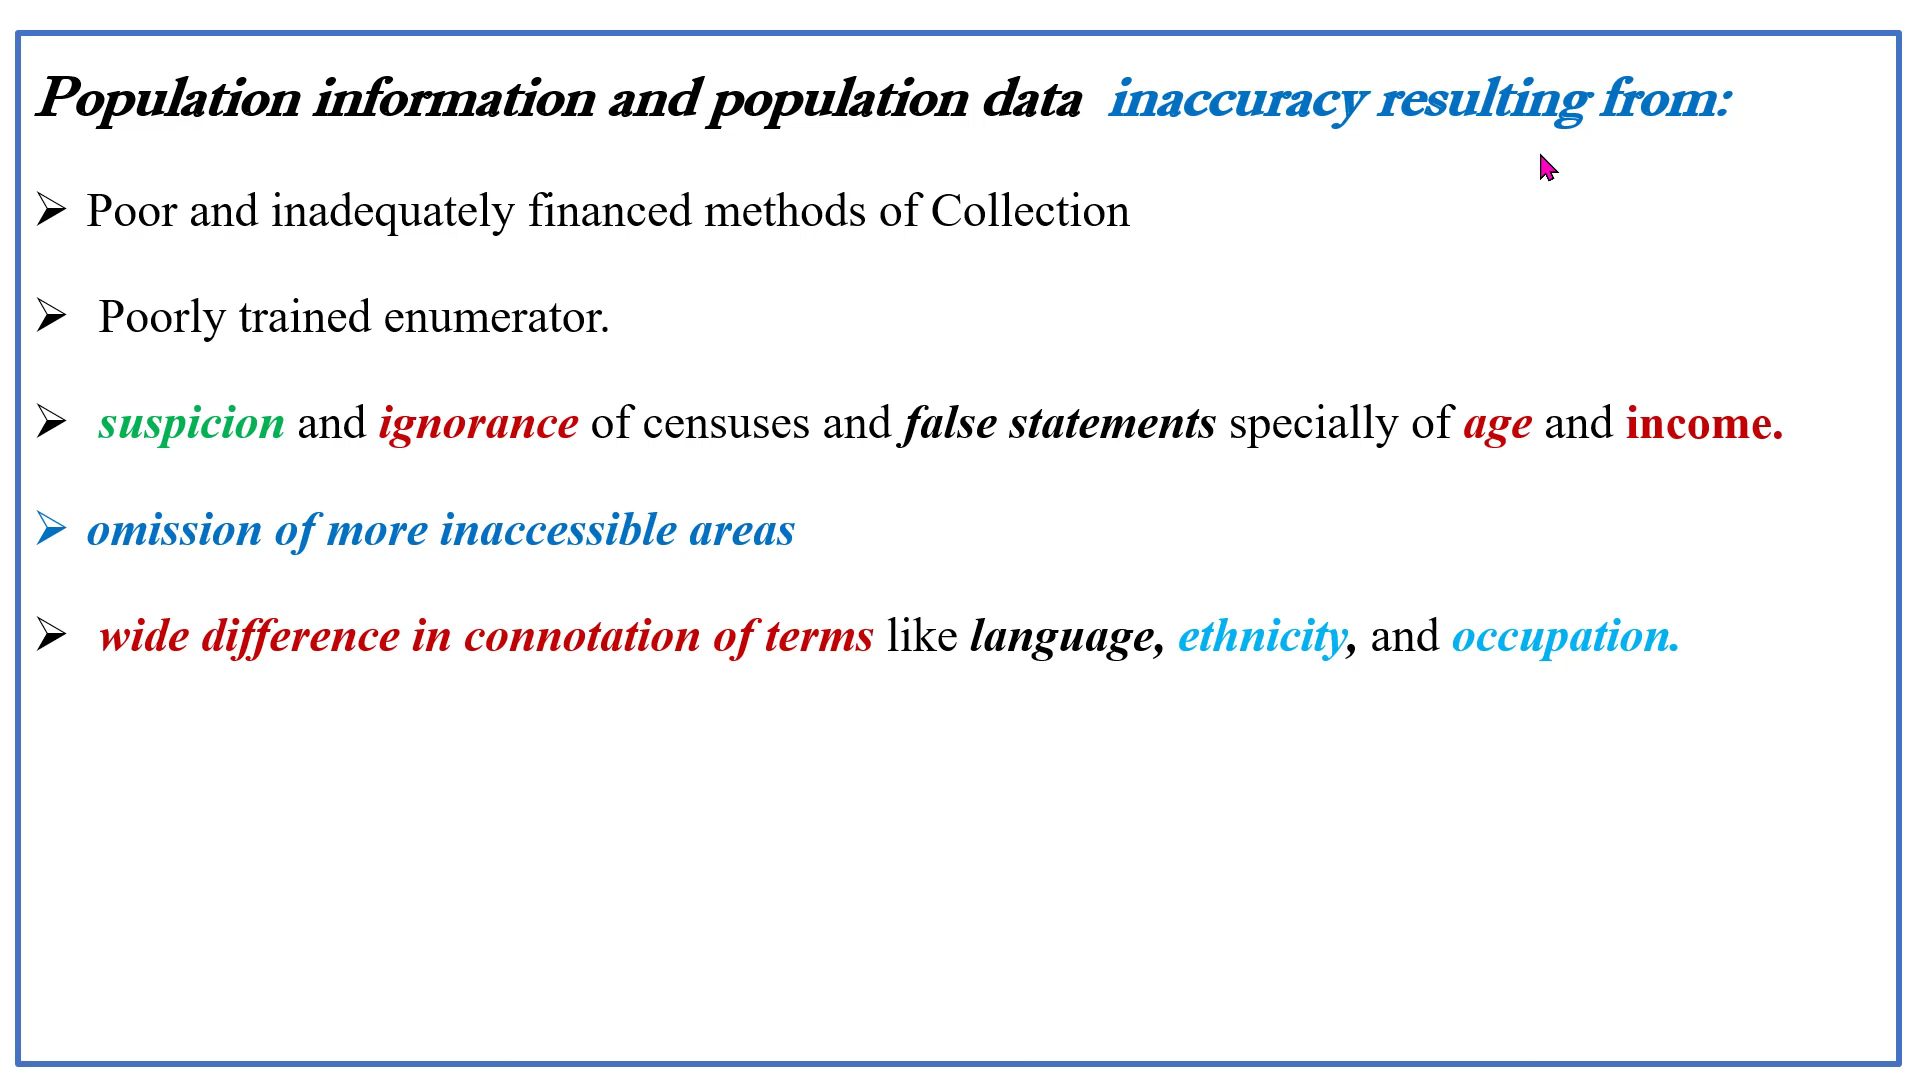 Population information and population data inaccuracy resulting from:
➢ Poor and inadequately financed methods of Collection
➢ Poorly trained enumerator.
➢ suspicion and ignorance of censuses and false statements specially of age and income.
➢ omission of more inaccessible areas
➢ wide difference in connotation of terms like language, ethnicity, and occupation.